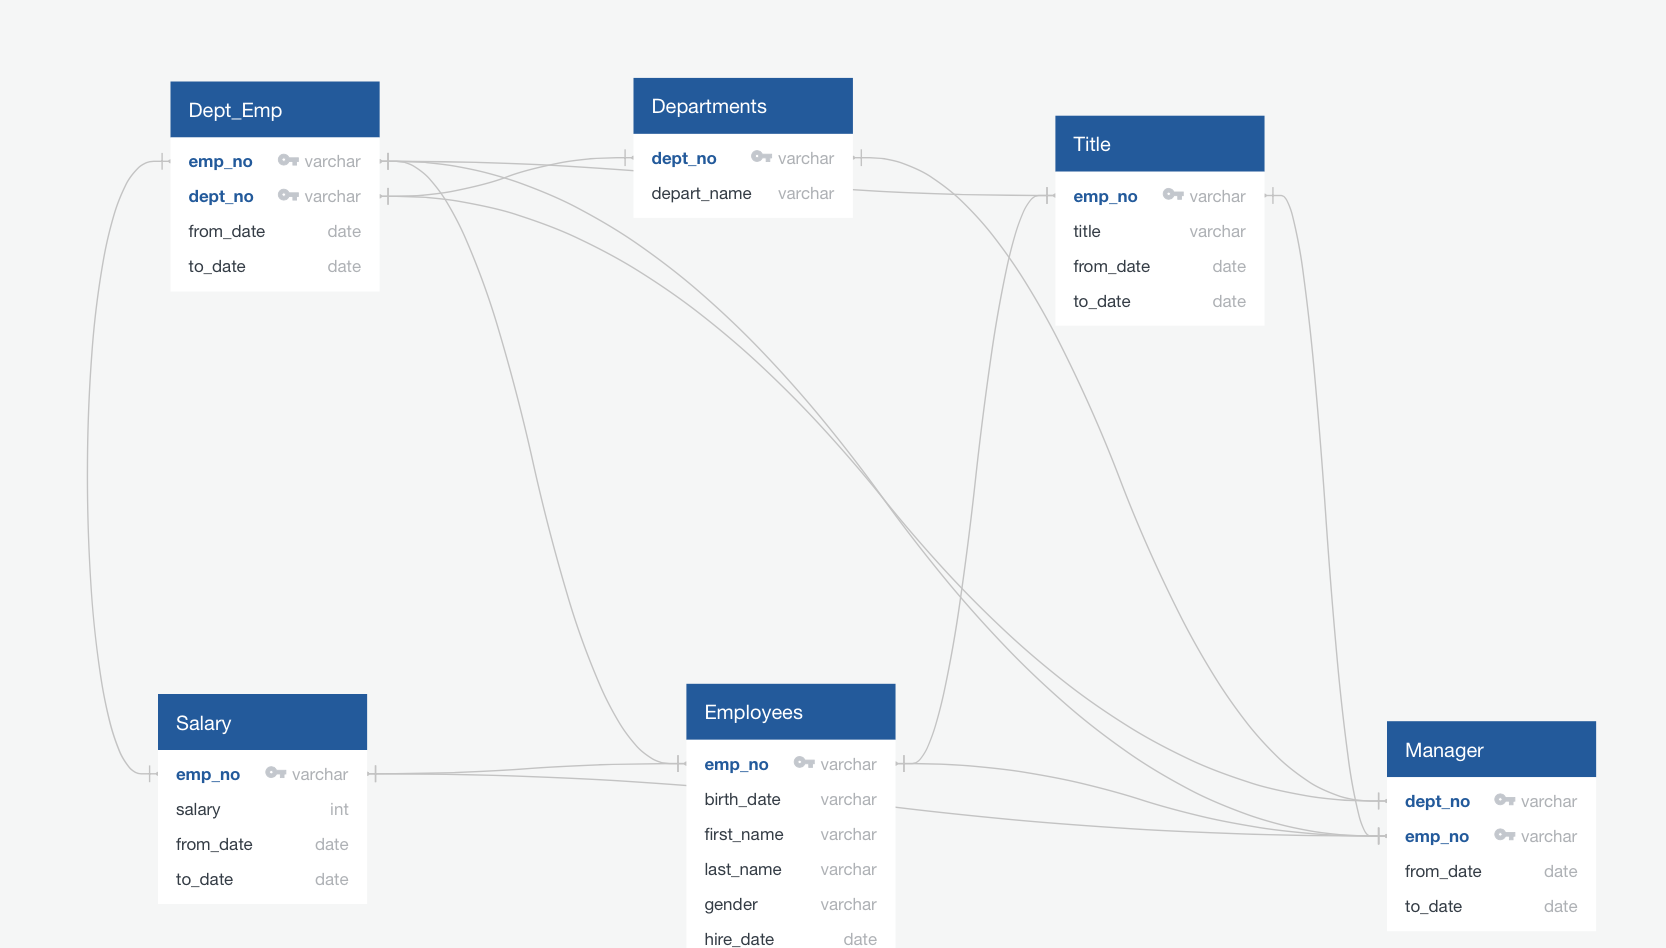 Dept_Emp
emp_no varchar
dept_no varchar
from_date date
to_date date
Departments
dept_no varchar
depart_name varchar
Title
emp_no varchar
title varchar
from_date date
to_date date
Salary
emp_no varchar
salary int
from_date date
to_date date
Employees
emp_no varchar
birth_date varchar
first_name varchar
last_name varchar
gender varchar
hire_date date
Manager
dept_no varchar
emp_no varchar
from_date date
to_date date